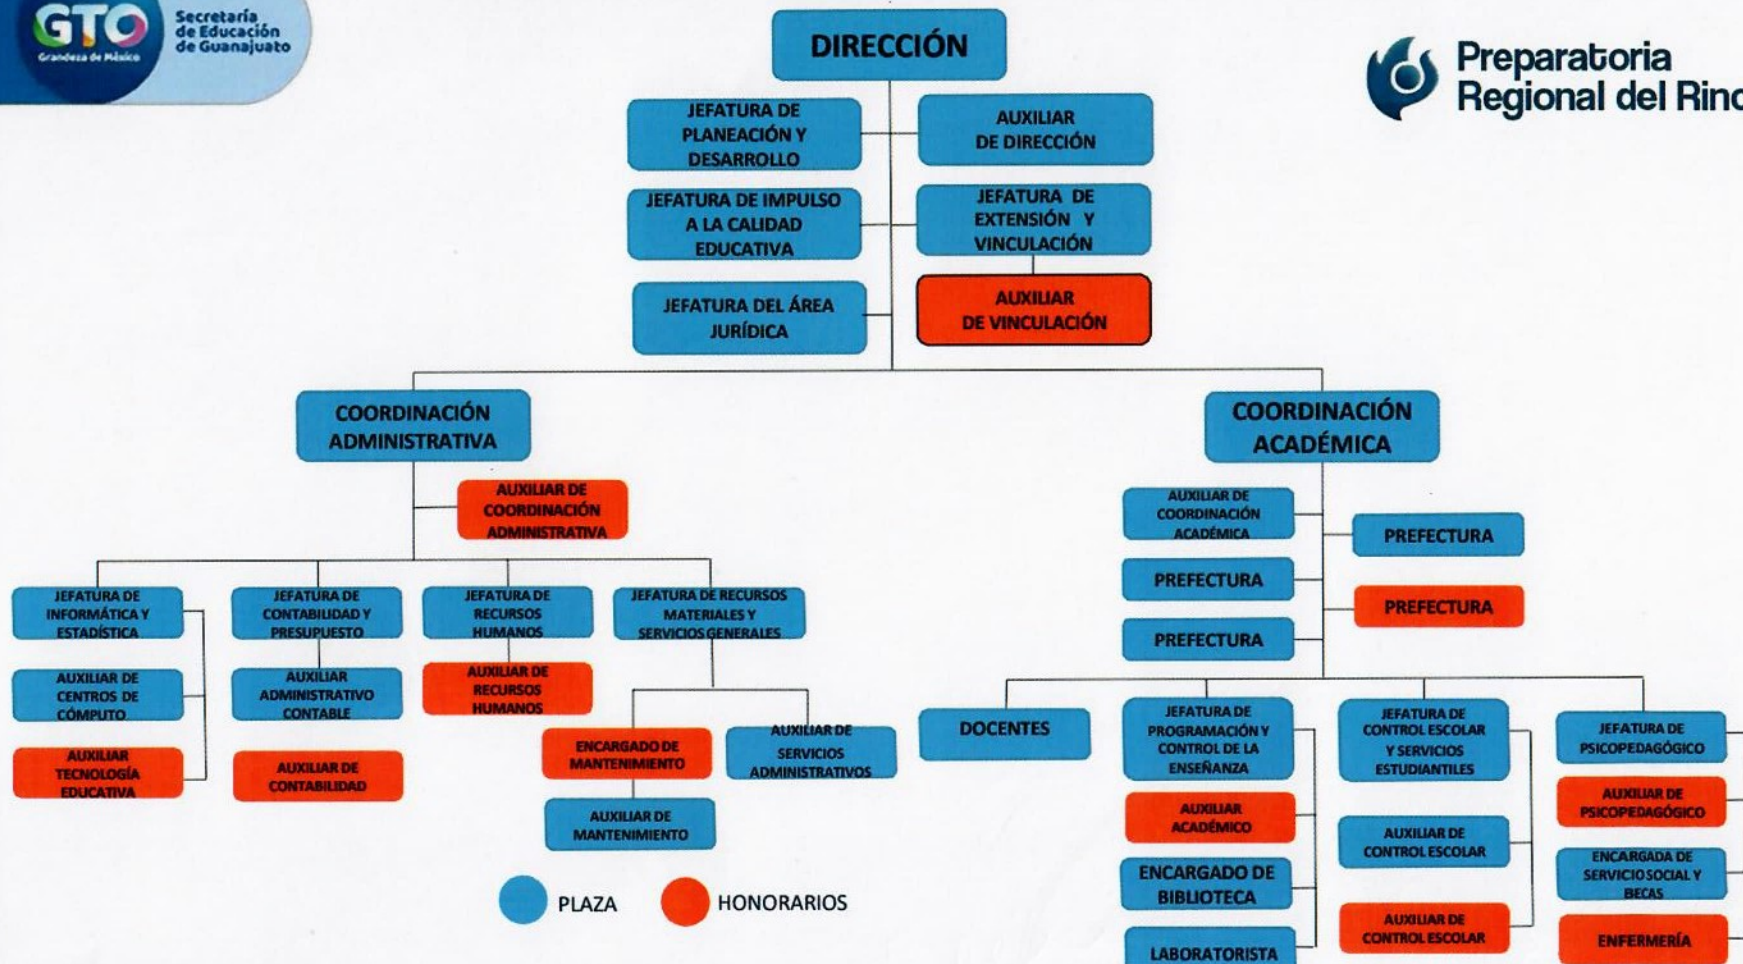 GTO
Grandeza de México
Secretaría
de Educación
de Guanajuato
DIRECCIÓN
Preparatoria
Regional del Rinc
JEFATURA DE
PLANEACIÓN Y
DESARROLLO
AUXILIAR
DE DIRECCIÓN
JEFATURA DE IMPULSO
A LA CALIDAD
EDUCATIVA
JEFATURA DE
EXTENSIÓN Y
VINCULACIÓN
JEFATURA DEL ÁREA
JURÍDICA
AUXILIAR
DE VINCULACIÓN
COORDINACIÓN
ADMINISTRATIVA
COORDINACIÓN
ACADÉMICA
AUXILIAR DE
COORDINACIÓN
ADMINISTRATIVA
AUXILIAR DE
COORDINACIÓN
ACADÉMICA
PREFECTURA
PREFECTURA
PREFECTURA
PREFECTURA
JEFATURA DE
INFORMÁTICA Y
ESTADÍSTICA
JEFATURA DE
CONTABILIDAD Y
PRESUPUESTO
JEFATURA DE
RECURSOS
HUMANOS
JEFATURA DE RECURSOS
MATERIALES Y
SERVICIOS GENERALES
AUXILIAR DE
CENTROS DE
CÓMPUTO
AUXILIAR
ADMINISTRATIVO
CONTABLE
AUXILIAR DE
RECURSOS
HUMANOS
AUXILIAR
TECNOLOGÍA
EDUCATIVA
AUXILIAR DE
CONTABILIDAD
ENCARGADO DE
MANTENIMIENTO
AUXILIAR DE
SERVICIOS
ADMINISTRATIVOS
AUXILIAR DE
MANTENIMIENTO
DOCENTES
JEFATURA DE
PROGRAMACIÓN Y
CONTROL DE LA
ENSEÑANZA
JEFATURA DE
CONTROL ESCOLAR
Y SERVICIOS
ESTUDIANTILES
JEFATURA DE
PSICOPEDAGÓGICO
AUXILIAR
ACADÉMICO
AUXILIAR DE
CONTROL ESCOLAR
AUXILIAR DE
PSICOPEDAGÓGICO
ENCARGADO DE
BIBLIOTECA
ENCARGADA DE
SERVICIO SOCIAL Y
BECAS
LABORATORISTA
AUXILIAR DE
CONTROL ESCOLAR
ENFERMERÍA
PLAZA
HONORARIOS